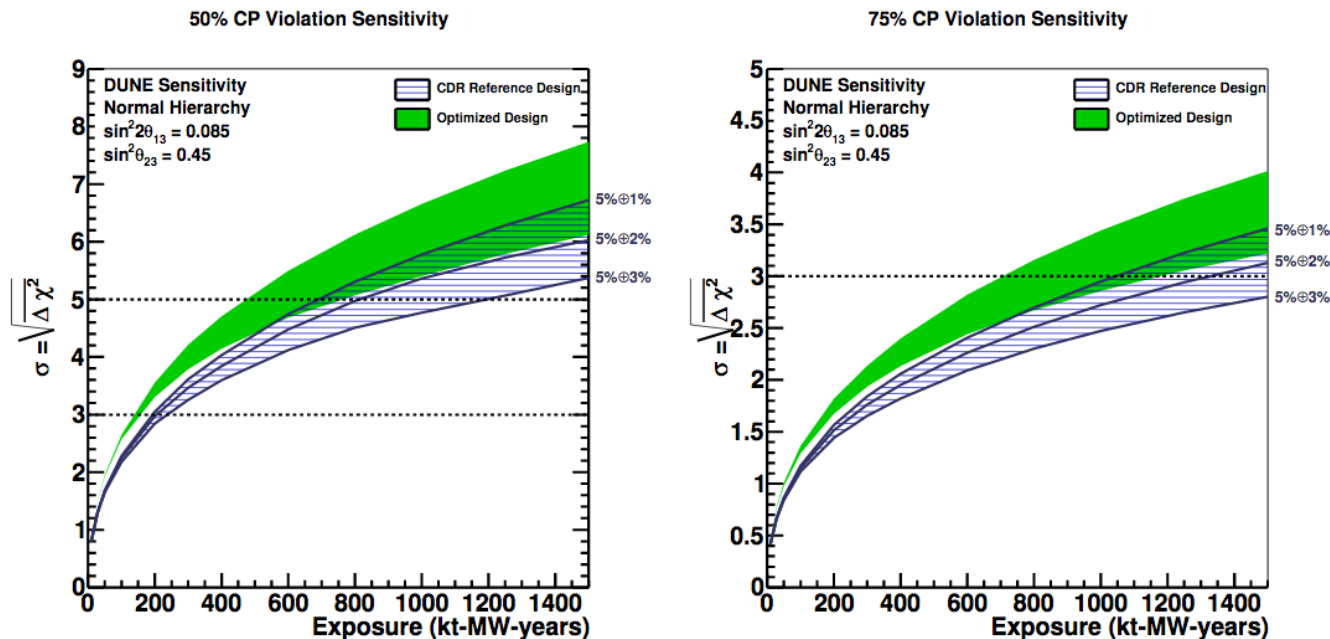 50% CP Violation Sensitivity
DUNE Sensitivity
Normal Hierarchy
sin²2θ₁₃ = 0.085
sin²θ₂₃ = 0.45
CDR Reference Design
Optimized Design
9
8
7
6
5
4
3
2
1
0
σ = √Δχ²
5%⊕1%
5%⊕2%
5%⊕3%
0 200 400 600 800 1000 1200 1400
Exposure (kt-MW-years)
75% CP Violation Sensitivity
DUNE Sensitivity
Normal Hierarchy
sin²2θ₁₃ = 0.085
sin²θ₂₃ = 0.45
CDR Reference Design
Optimized Design
5
4.5
4
3.5
3
2.5
2
1.5
1
0.5
0
σ = √Δχ²
5%⊕1%
5%⊕2%
5%⊕3%
0 200 400 600 800 1000 1200 1400
Exposure (kt-MW-years)